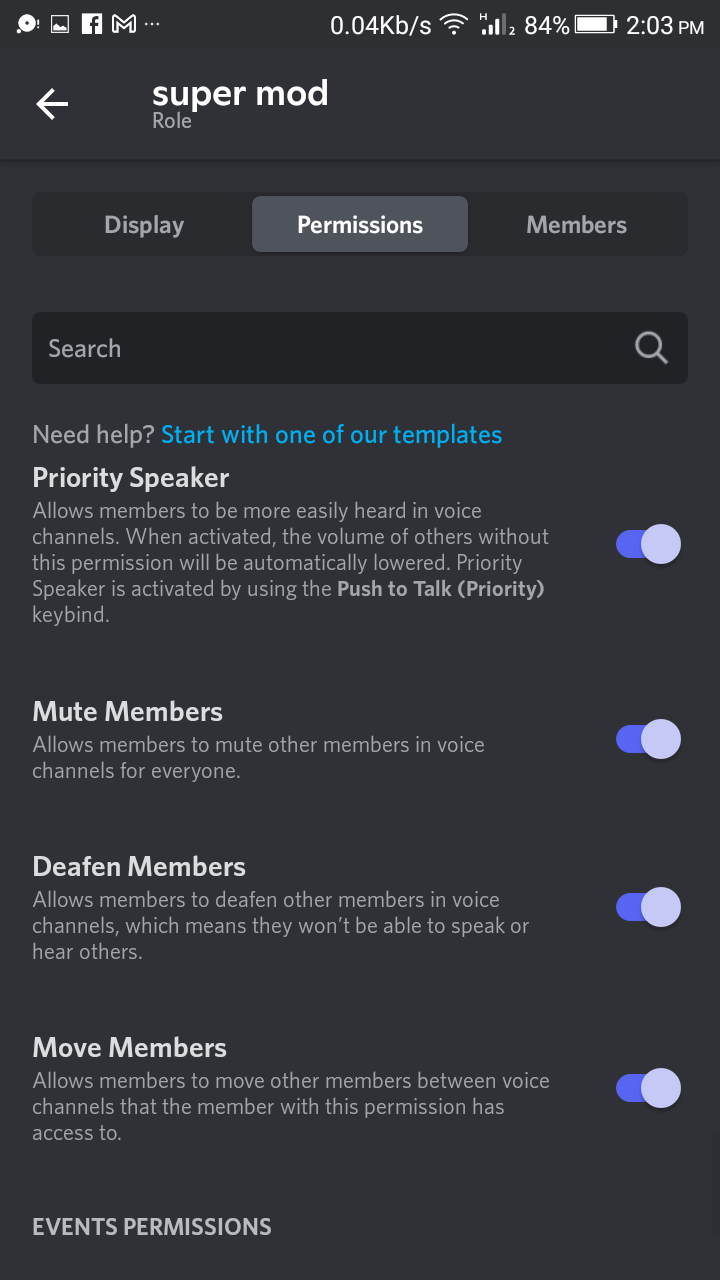 0.04Kb/s H 2 84% 2:03 PM
super mod
Role
Display Permissions Members
Search
Need help? Start with one of our templates
Priority Speaker
Allows members to be more easily heard in voice
channels. When activated, the volume of others without
this permission will be automatically lowered. Priority
Speaker is activated by using the Push to Talk (Priority)
keybind.
Mute Members
Allows members to mute other members in voice
channels for everyone.
Deafen Members
Allows members to deafen other members in voice
channels, which means they won't be able to speak or
hear others.
Move Members
Allows members to move other members between voice
channels that the member with this permission has
access to.
EVENTS PERMISSIONS